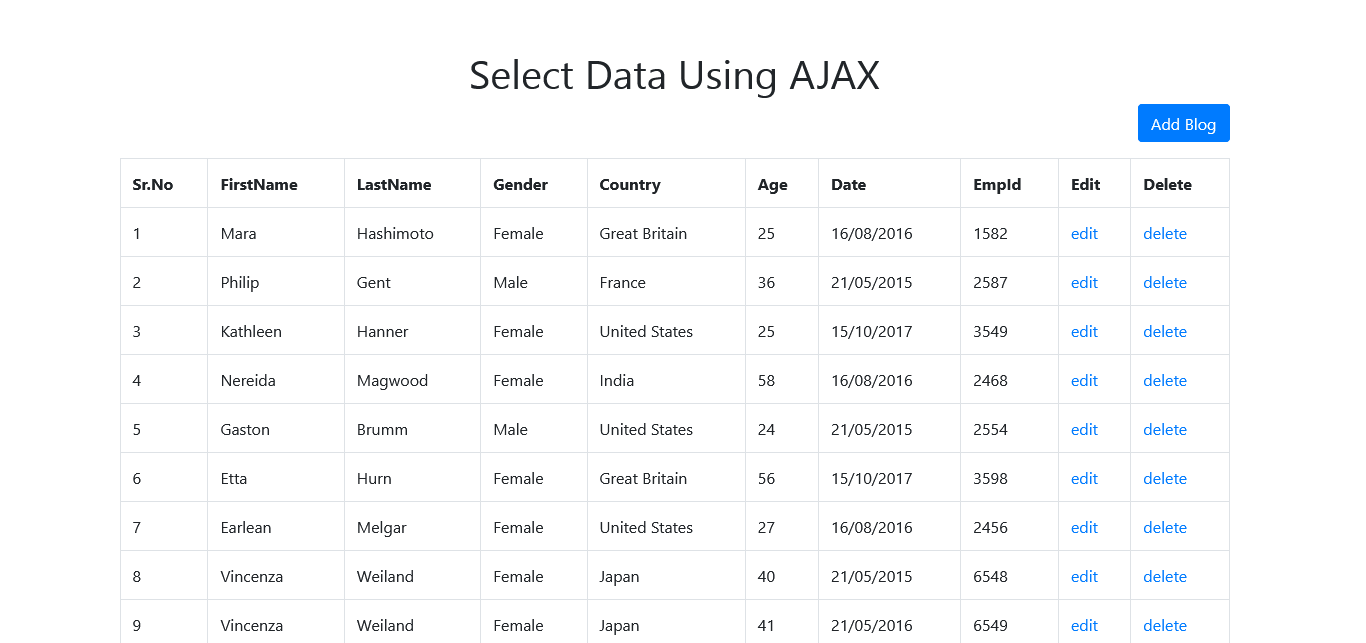 Select Data Using AJAX
Add Blog
Sr.No FirstName LastName Gender Country Age Date EmpId Edit Delete
1 Mara Hashimoto Female Great Britain 25 16/08/2016 1582 edit delete
2 Philip Gent Male France 36 21/05/2015 2587 edit delete
3 Kathleen Hanner Female United States 25 15/10/2017 3549 edit delete
4 Nereida Magwood Female India 58 16/08/2016 2468 edit delete
5 Gaston Brumm Male United States 24 21/05/2015 2554 edit delete
6 Etta Hurn Female Great Britain 56 15/10/2017 3598 edit delete
7 Earlean Melgar Female United States 27 16/08/2016 2456 edit delete
8 Vincenza Weiland Female Japan 40 21/05/2015 6548 edit delete
9 Vincenza Weiland Female Japan 41 21/05/2016 6549 edit delete